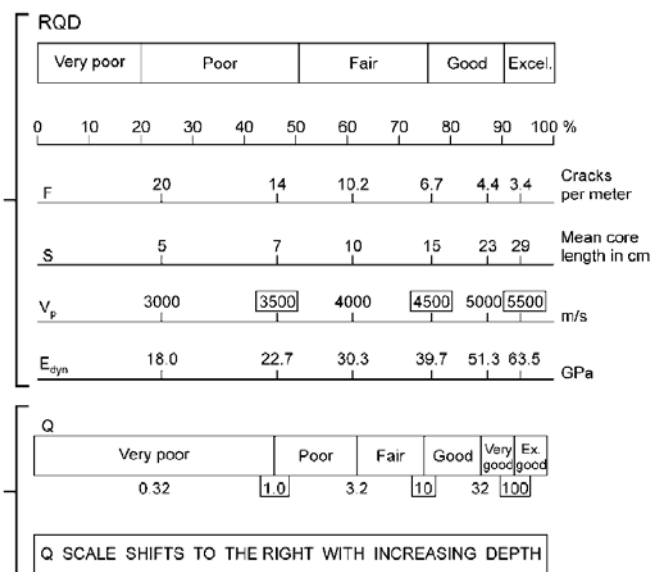 RQD
Very poor Poor Fair Good Excel.
0 10 20 30 40 50 60 70 80 90 100 %
F 20 14 10.2 6.7 4.4 3.4 Cracks
per meter
S 5 7 10 15 23 29 Mean core
length in cm
Vp 3000 3500 4000 4500 5000 5500 m/s
Edyn 18.0 22.7 30.3 39.7 51.3 63.5 GPa
Q
Very poor Poor Fair Good Very
good Ex.
good
0.32 1.0 3.2 10 32 100
Q SCALE SHIFTS TO THE RIGHT WITH INCREASING DEPTH